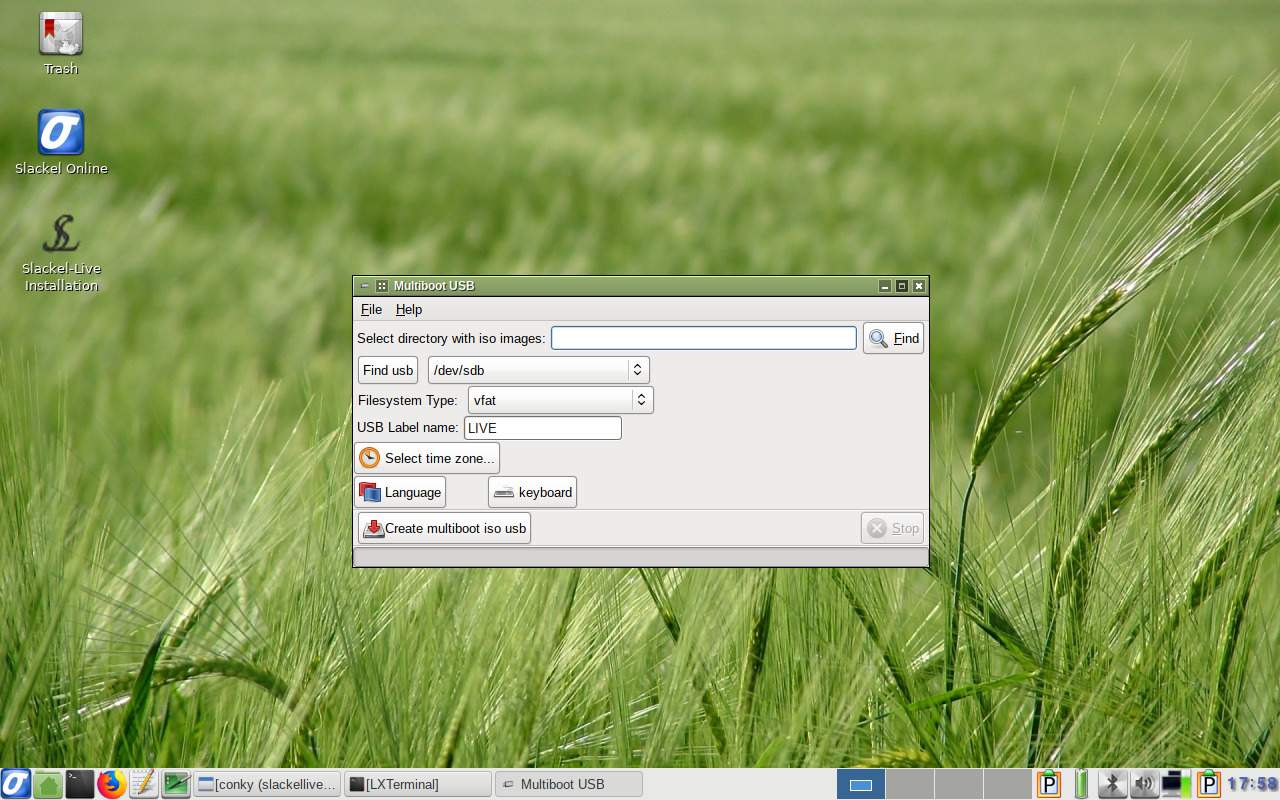 Trash
Slackel Online
Slackel-Live
Installation
Multiboot USB
File Help
Select directory with iso images: Find
Find usb /dev/sdb
Filesystem Type: vfat
USB Label name: LIVE
Select time zone...
Language keyboard
Create multiboot iso usb Stop
[conky (slackellive... [LXTerminal] Multiboot USB 17:58